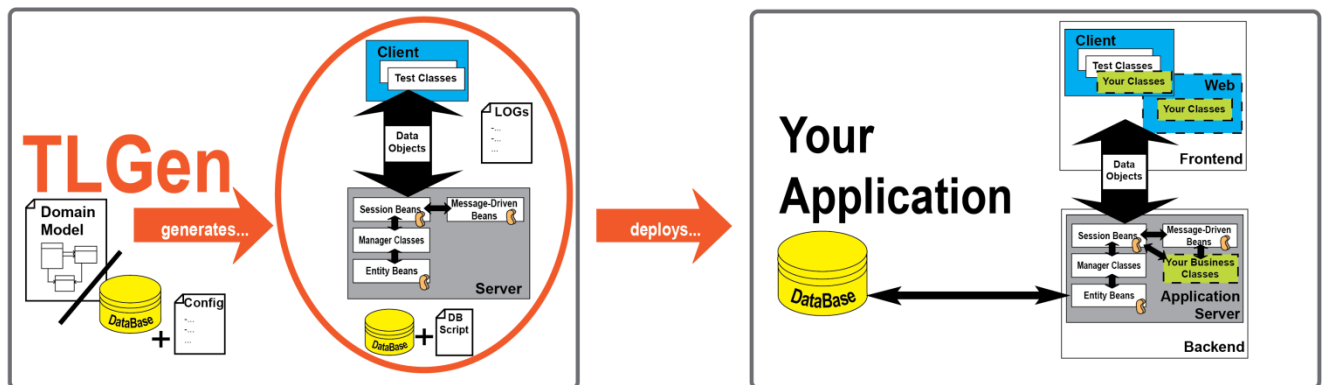 TLGen
Domain
Model
DataBase
+
Config
-...
-...
...
generates...
Client
Test Classes
Data
Objects
LOGs
-...
-...
...
Session Beans
Message-Driven
Beans
Manager Classes
Entity Beans
Server
DataBase
+
DB
Script
deploys...
Your
Application
DataBase
Client
Test Classes
Your Classes
Web
Your Classes
Data
Objects
Frontend
Session Beans
Message-Driven
Beans
Manager Classes
Your Business
Classes
Entity Beans
Application
Server
Backend